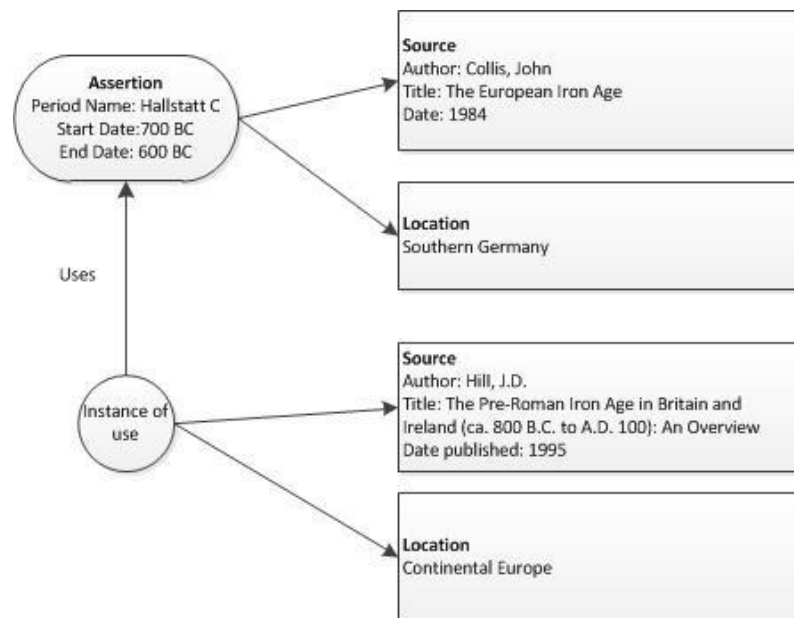 Assertion
Period Name: Hallstatt C
Start Date:700 BC
End Date: 600 BC
Source
Author: Collis, John
Title: The European Iron Age
Date: 1984
Location
Southern Germany
Uses
Instance of
use
Source
Author: Hill, J.D.
Title: The Pre-Roman Iron Age in Britain and
Ireland (ca. 800 B.C. to A.D. 100): An Overview
Date published: 1995
Location
Continental Europe